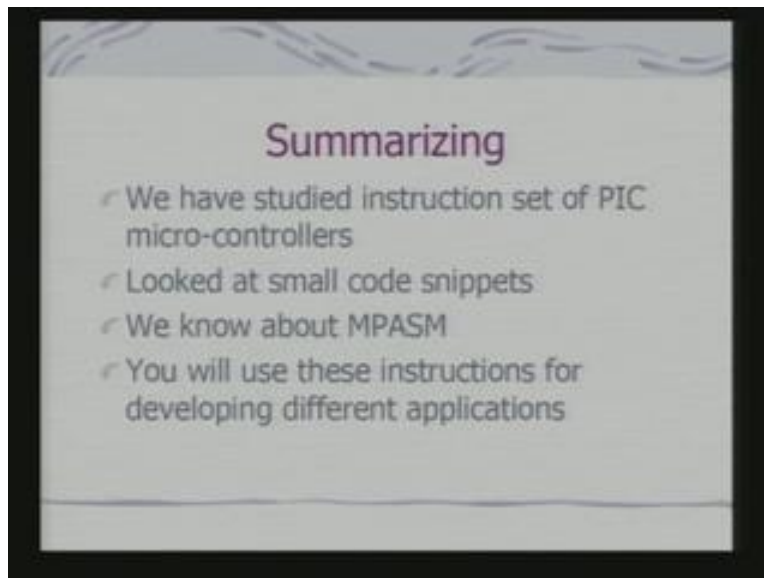 Summarizing
We have studied instruction set of PIC
micro-controllers
Looked at small code snippets
We know about MPASM
You will use these instructions for
developing different applications